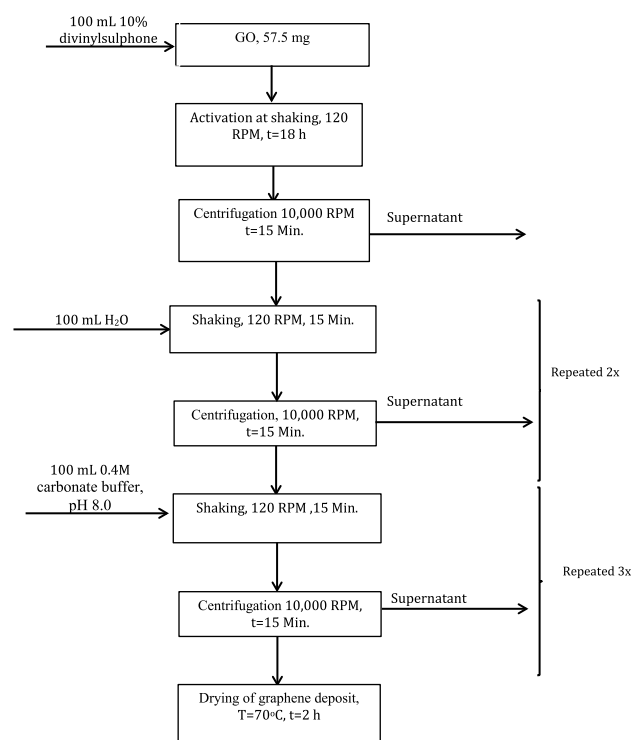 100 mL 10%
divinylsulphone
GO, 57.5 mg
Activation at shaking, 120
RPM, t=18 h
Centrifugation 10,000 RPM
t=15 Min.
Supernatant
100 mL H₂O
Shaking, 120 RPM, 15 Min.
Repeated 2x
Centrifugation, 10,000 RPM,
t=15 Min.
Supernatant
100 mL 0.4M
carbonate buffer,
pH 8.0
Shaking, 120 RPM ,15 Min.
Repeated 3x
Centrifugation 10,000 RPM,
t=15 Min.
Supernatant
Drying of graphene deposit,
T=70ºC, t=2 h